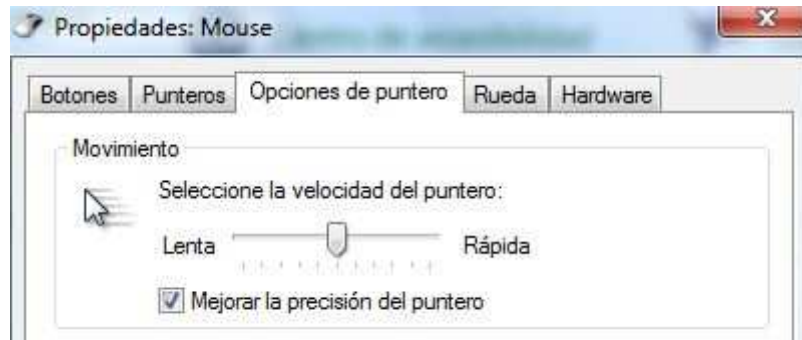 Propiedades: Mouse
Botones Punteros Opciones de puntero Rueda Hardware
Movimiento
Seleccione la velocidad del puntero:
Lenta Rápida
Mejorar la precisión del puntero